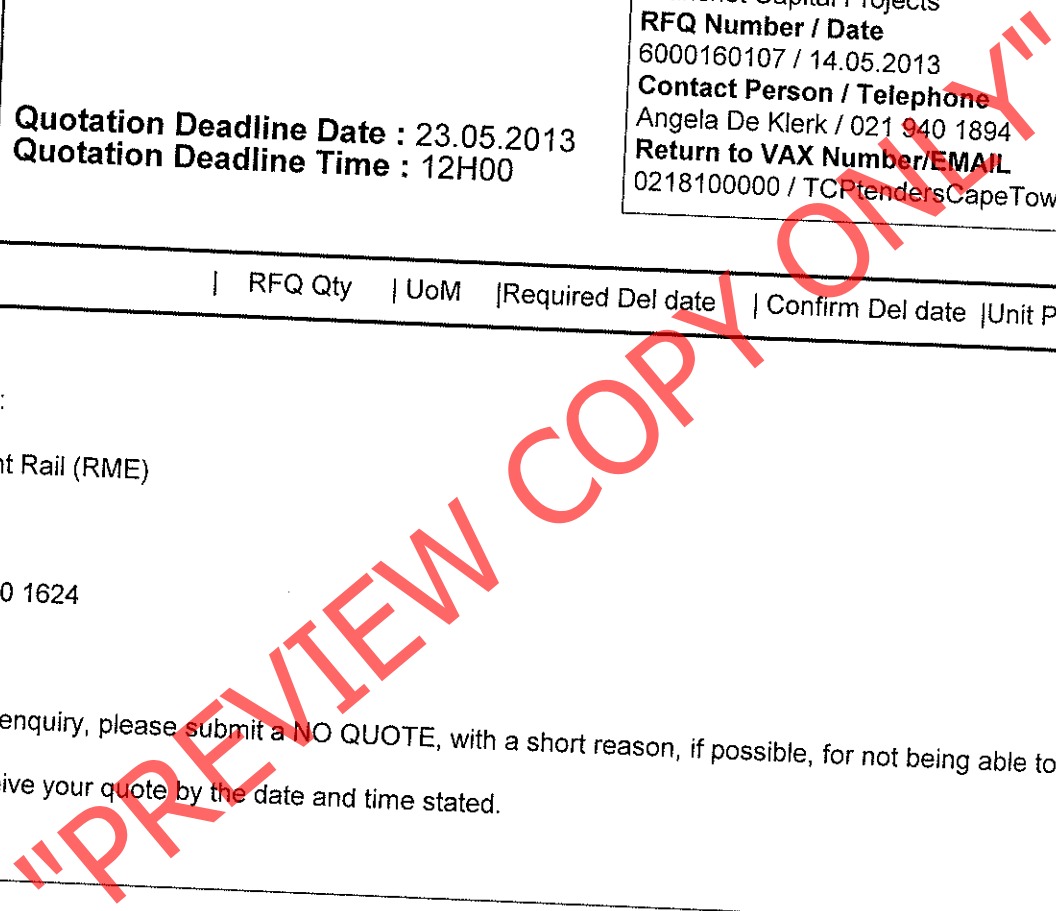 Capital Projects
RFQ Number / Date
6000160107 / 14.05.2013
Contact Person / Telephone
Angela De Klerk / 021 940 1894
Return to VAX Number/EMAIL
0218100000 / TCPtendersCapeTow
Quotation Deadline Date : 23.05.2013
Quotation Deadline Time : 12H00
| RFQ Qty | UoM |Required Del date | Confirm Del date |Unit P
:
nt Rail (RME)
0 1624
enquiry, please submit a NO QUOTE, with a short reason, if possible, for not being able to
ive your quote by the date and time stated.
"PREVIEW COPY ONLY"